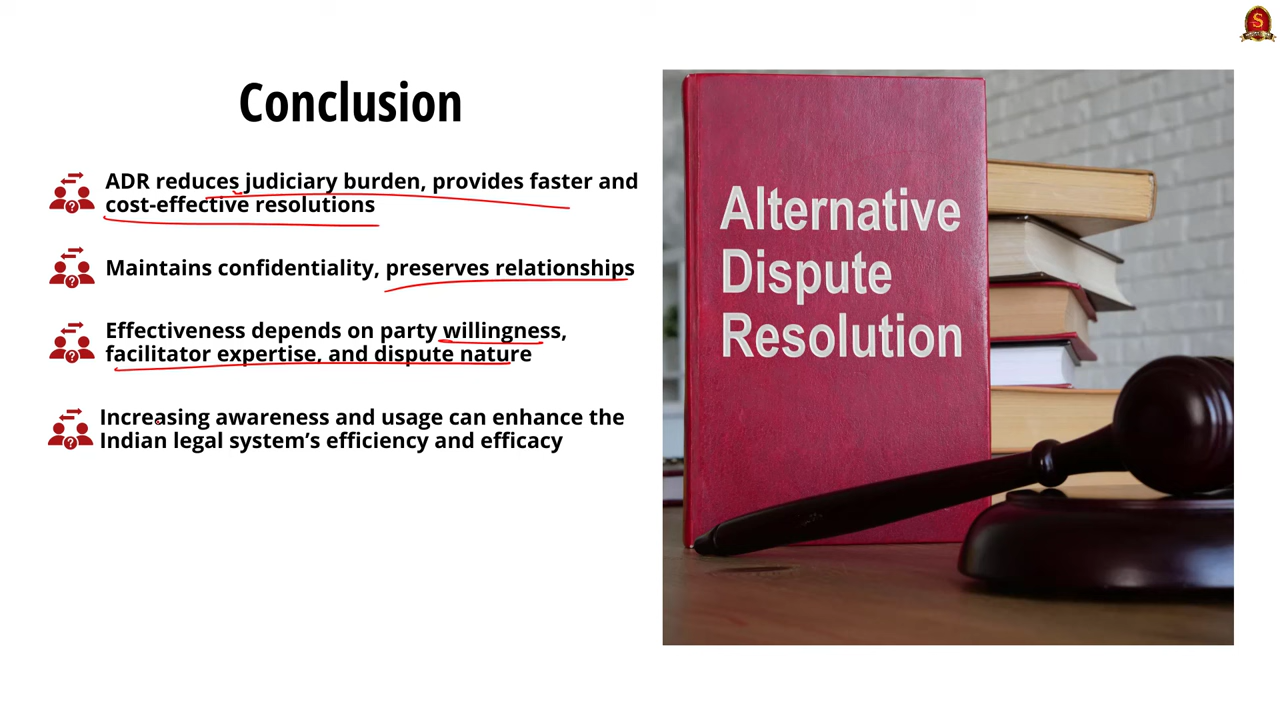 Conclusion
ADR reduces judiciary burden, provides faster and
cost-effective resolutions
Maintains confidentiality, preserves relationships
Effectiveness depends on party willingness,
facilitator expertise, and dispute nature
Increasing awareness and usage can enhance the
Indian legal system’s efficiency and efficacy
Alternative
Dispute
Resolution
S